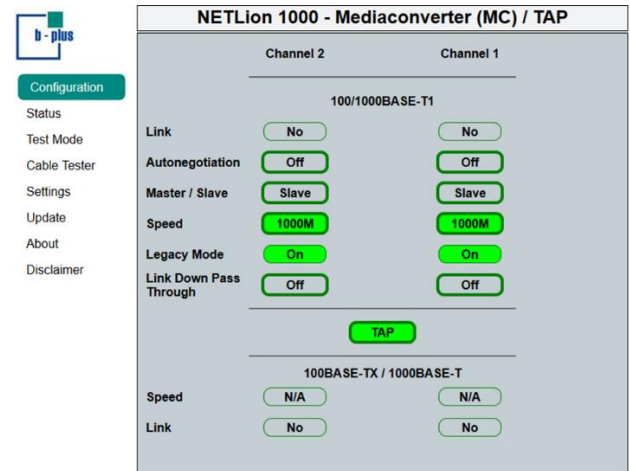 b - plus
NETLion 1000 - Mediaconverter (MC) / TAP
Configuration
Status
Test Mode
Cable Tester
Settings
Update
About
Disclaimer
Channel 2 Channel 1
100/1000BASE-T1
Link No No
Autonegotiation Off Off
Master / Slave Slave Slave
Speed 1000M 1000M
Legacy Mode On On
Link Down Pass
Through Off Off
TAP
100BASE-TX / 1000BASE-T
Speed N/A N/A
Link No No